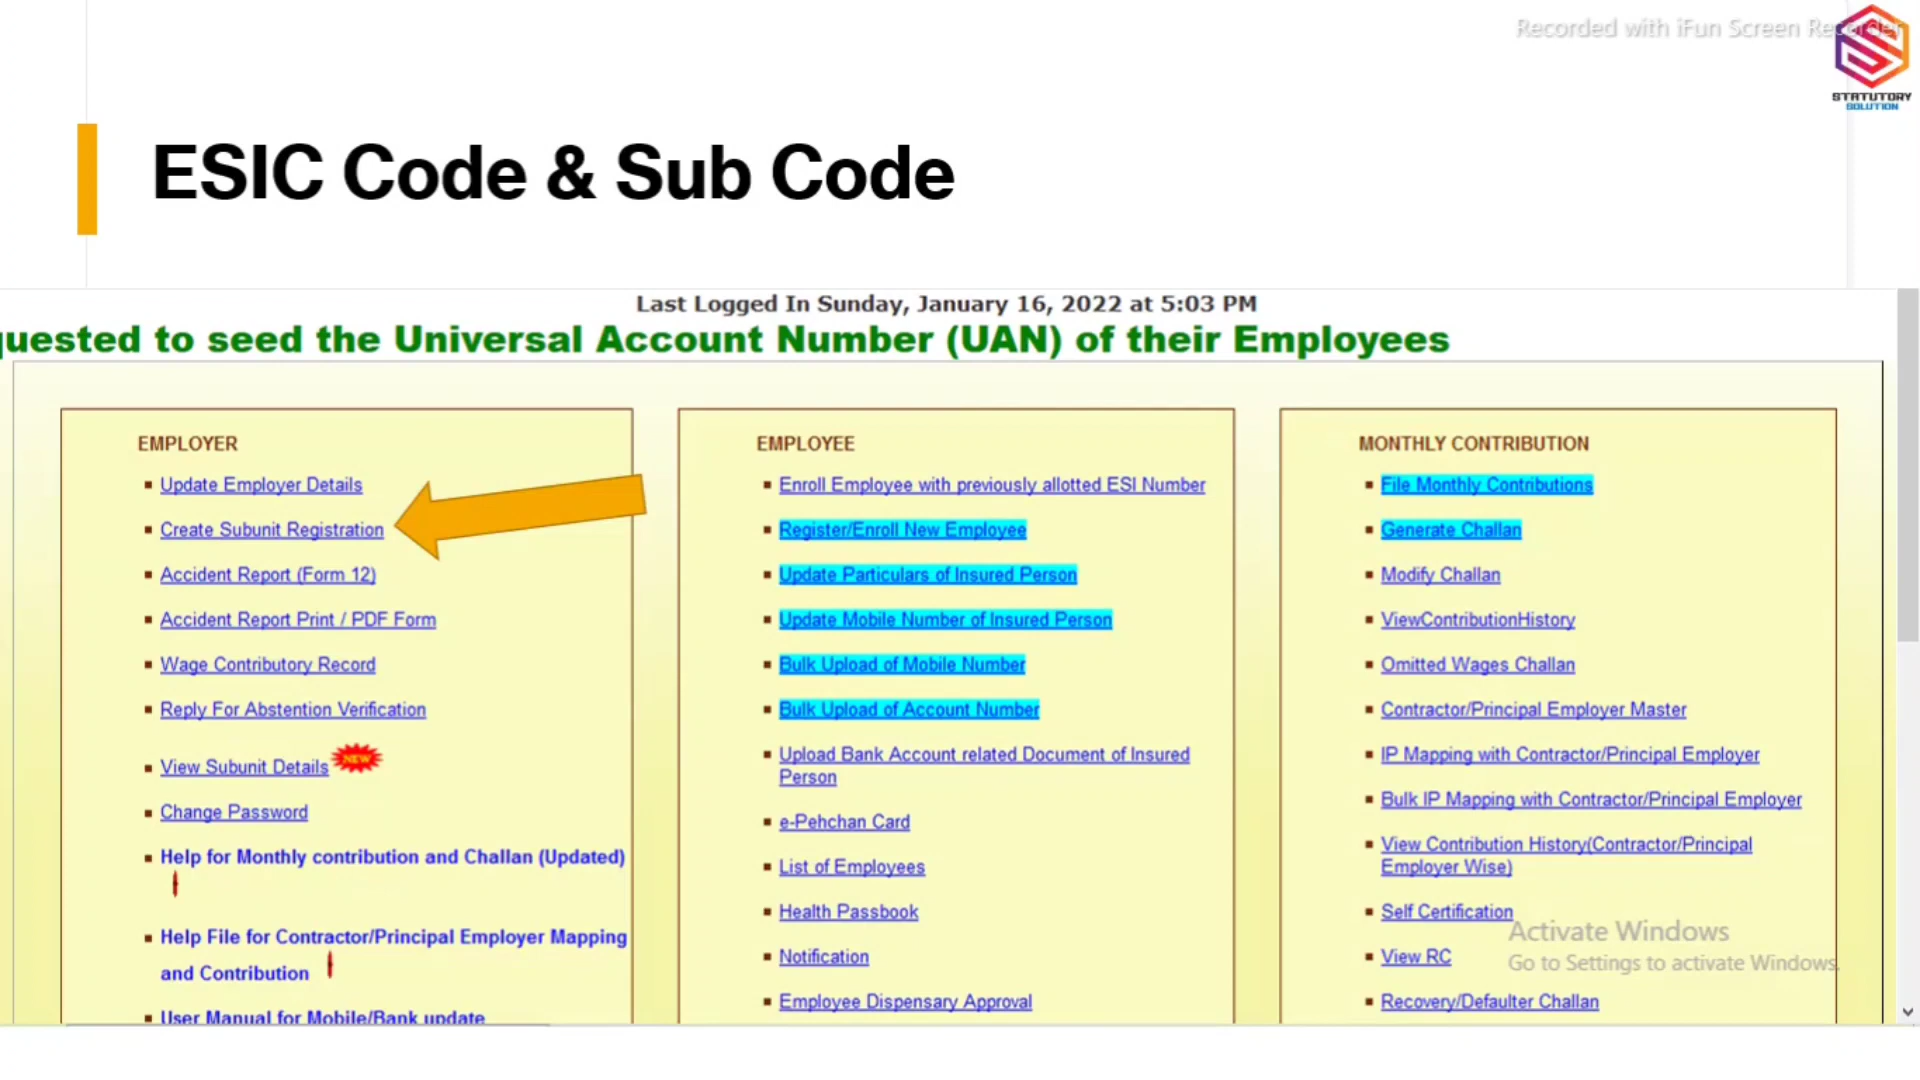 Recorded with iFun Screen Recorder
STATUTORY
SOLUTION
ESIC Code & Sub Code
Last Logged In Sunday, January 16, 2022 at 5:03 PM
uested to seed the Universal Account Number (UAN) of their Employees
EMPLOYER
Update Employer Details
Create Subunit Registration
Accident Report (Form 12)
Accident Report Print / PDF Form
Wage Contributory Record
Reply For Abstention Verification
View Subunit Details NEW
Change Password
Help for Monthly contribution and Challan (Updated)
Help File for Contractor/Principal Employer Mapping
and Contribution
User Manual for Mobile/Bank update
EMPLOYEE
Enroll Employee with previously allotted ESI Number
Register/Enroll New Employee
Update Particulars of Insured Person
Update Mobile Number of Insured Person
Bulk Upload of Mobile Number
Bulk Upload of Account Number
Upload Bank Account related Document of Insured
Person
e-Pehchan Card
List of Employees
Health Passbook
Notification
Employee Dispensary Approval
MONTHLY CONTRIBUTION
File Monthly Contributions
Generate Challan
Modify Challan
ViewContributionHistory
Omitted Wages Challan
Contractor/Principal Employer Master
IP Mapping with Contractor/Principal Employer
Bulk IP Mapping with Contractor/Principal Employer
View Contribution History(Contractor/Principal
Employer Wise)
Self Certification
View RC
Recovery/Defaulter Challan
Activate Windows
Go to Settings to activate Windows.